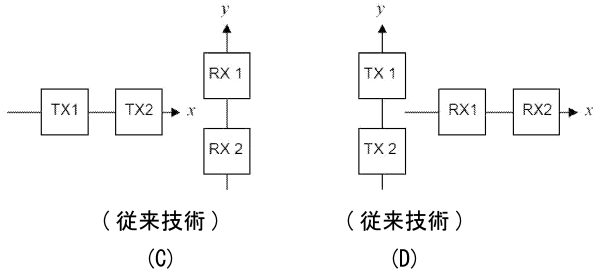 y
y
RX 1
TX 1
TX1 TX2 x
RX1 RX2 x
RX 2
TX 2
(従来技術)
(従来技術)
(C)
(D)